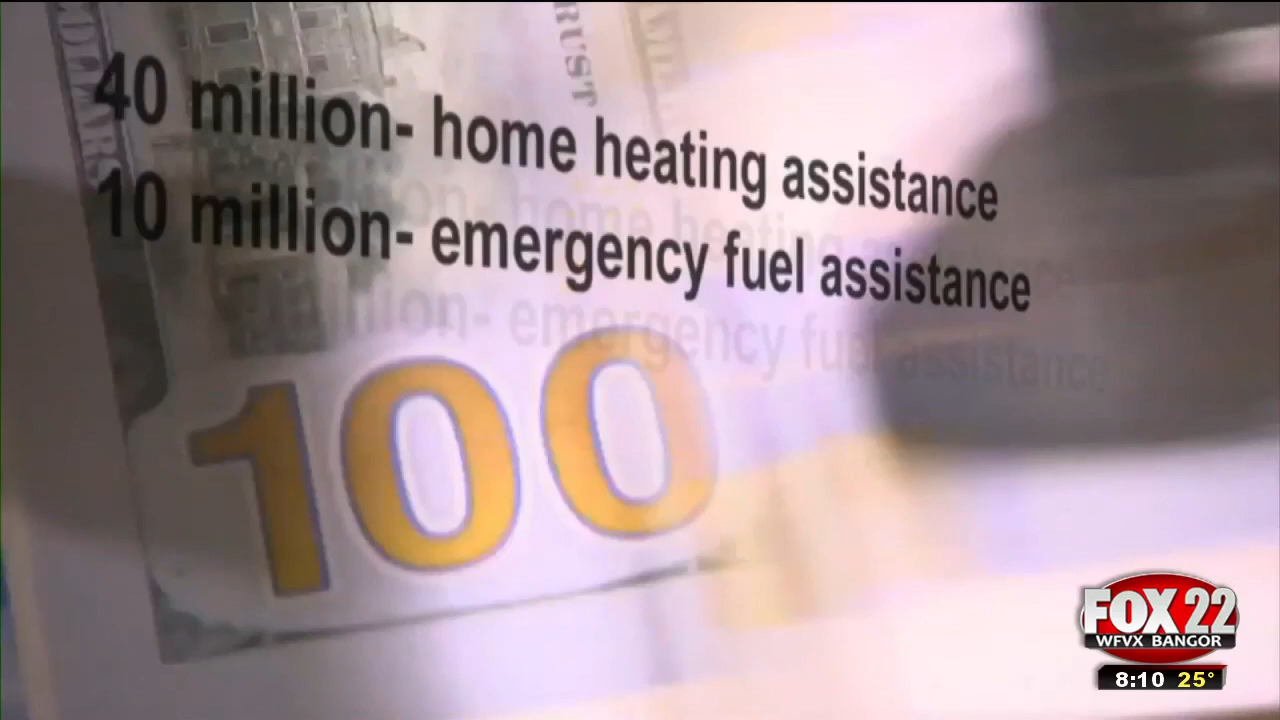 TRUST
40 million- home heating assistance
10 million- emergency fuel assistance
100
FOX 22
WFVX BANGOR
8:10 25°